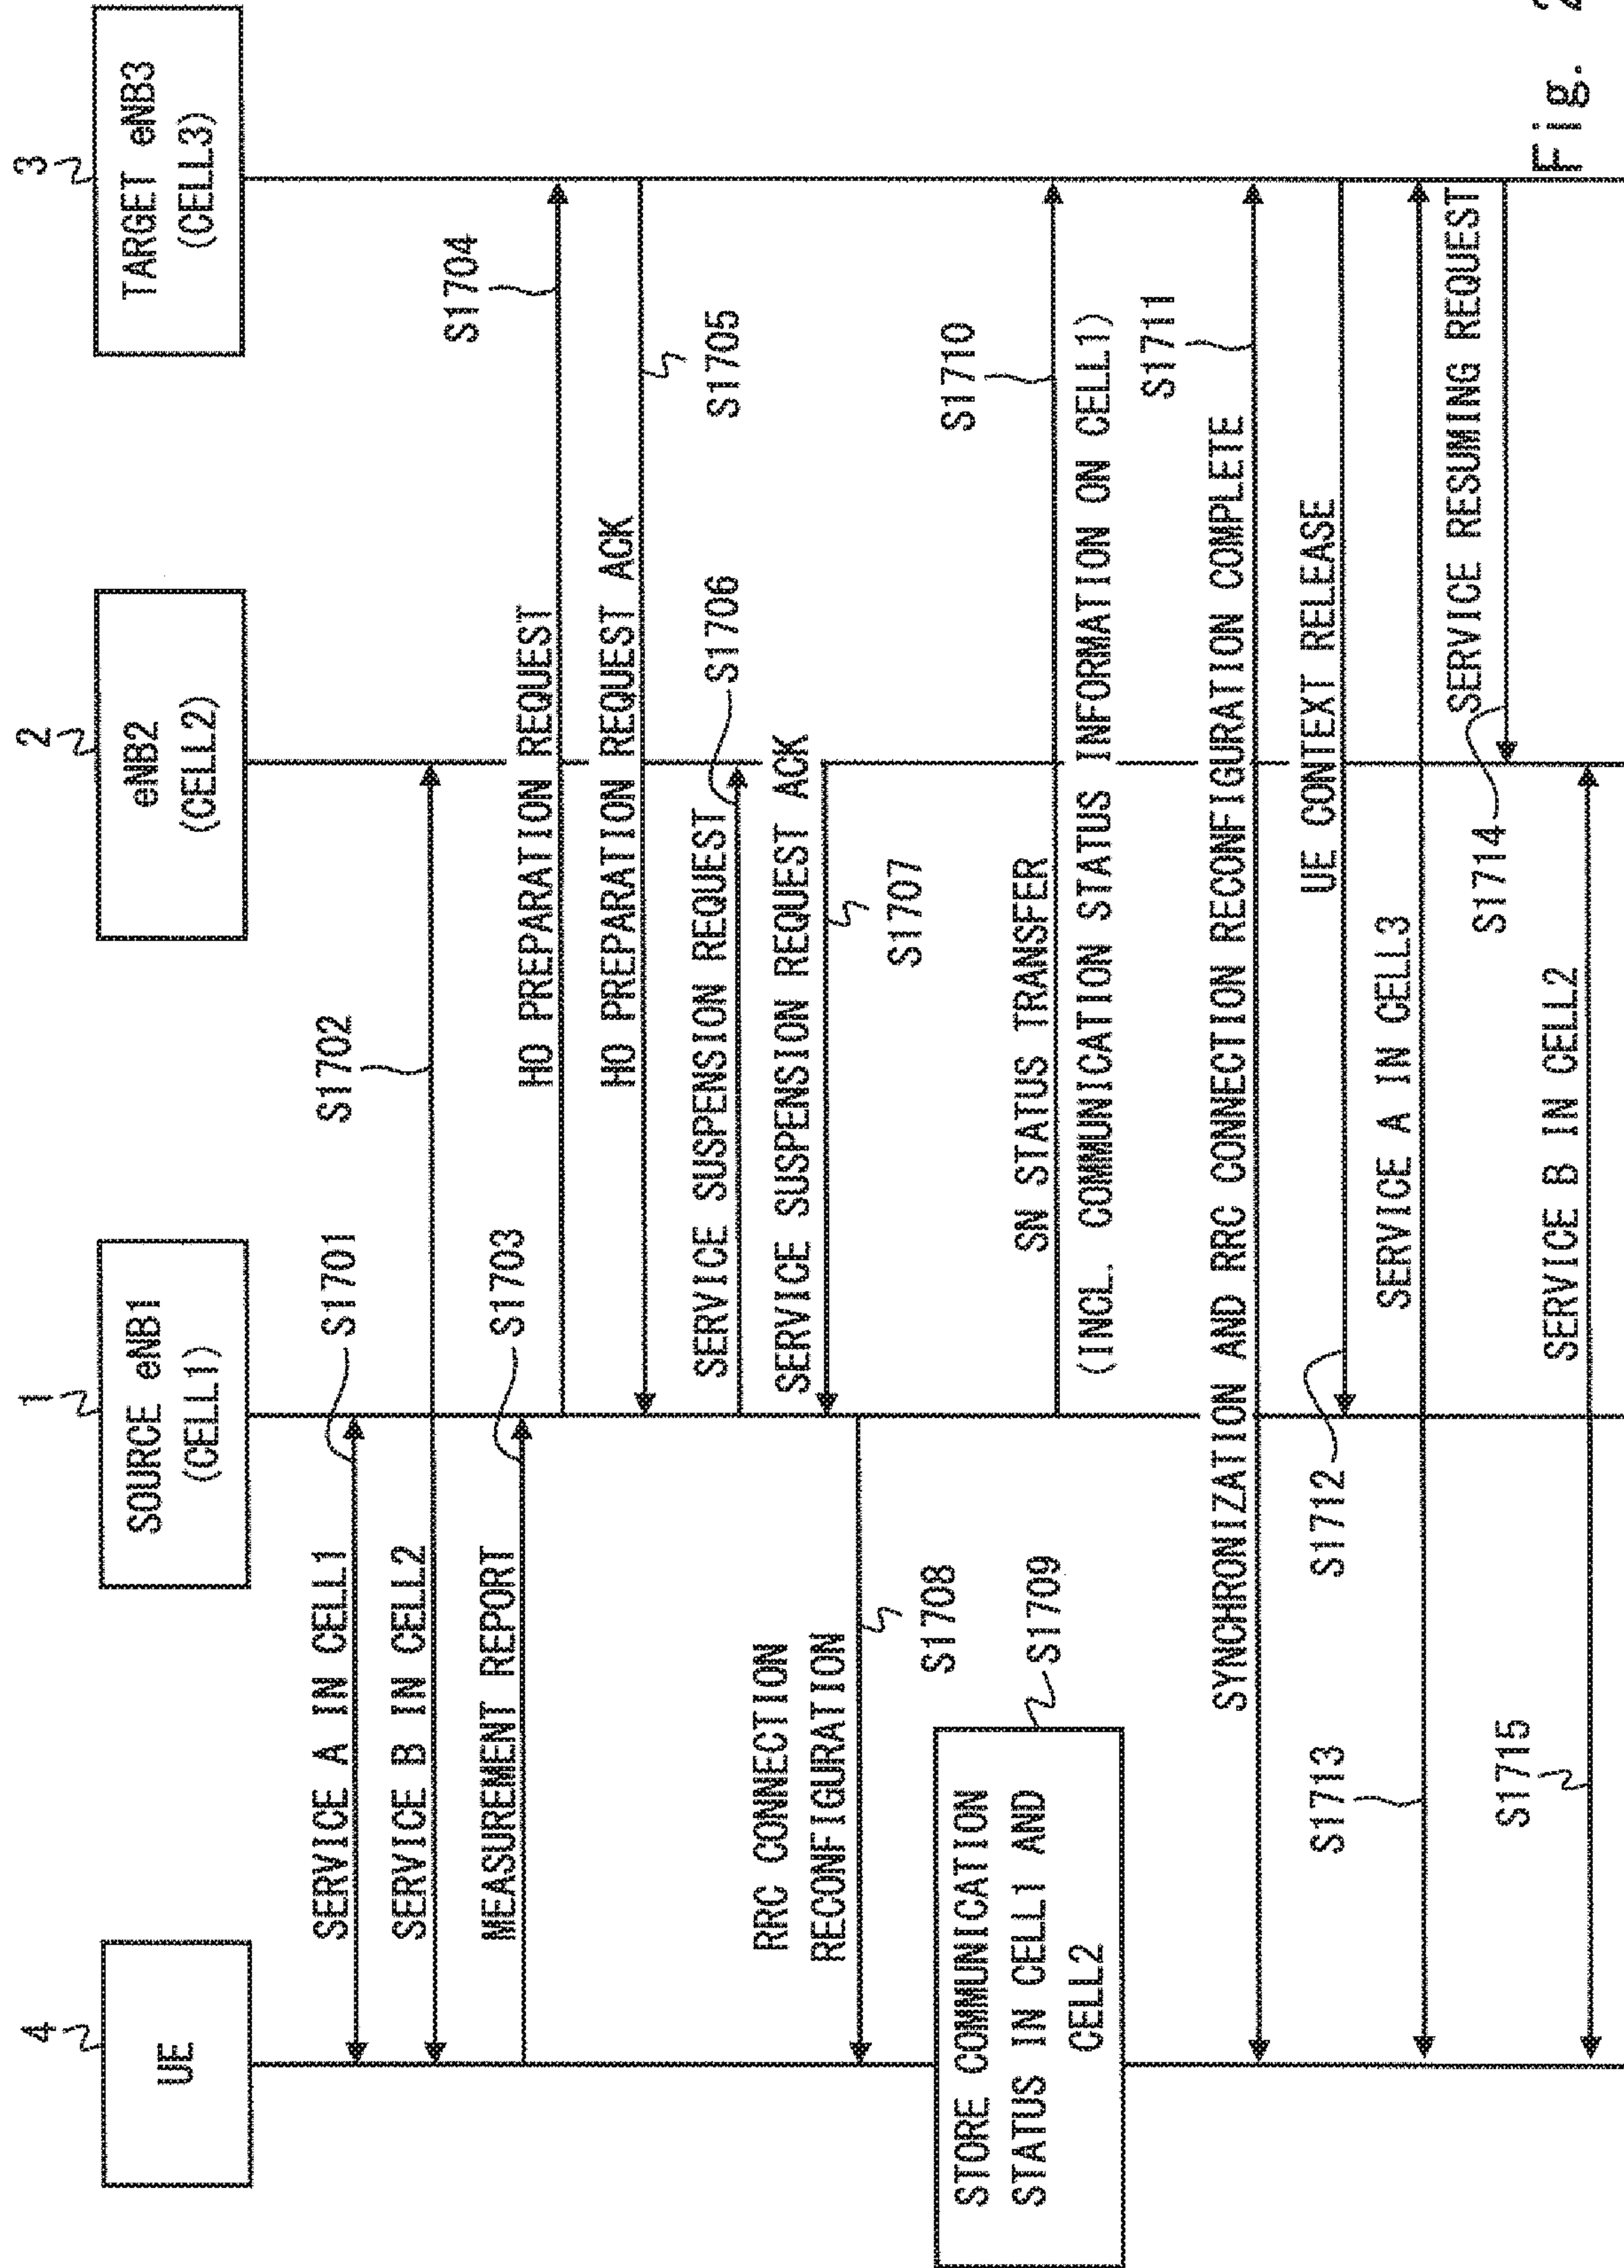 4
UE
1
SOURCE eNB1
(CELL1)
2
eNB2
(CELL2)
3
TARGET eNB3
(CELL3)
SERVICE A IN CELL1
S1701
SERVICE B IN CELL2
S1702
MEASUREMENT REPORT
S1703
HO PREPARATION REQUEST
S1704
HO PREPARATION REQUEST ACK
S1705
SERVICE SUSPENSION REQUEST
S1706
SERVICE SUSPENSION REQUEST ACK
S1707
RRC CONNECTION
RECONFIGURATION
S1708
STORE COMMUNICATION
STATUS IN CELL1 AND
CELL2
S1709
SN STATUS TRANSFER
S1710
(INCL. COMMUNICATION STATUS INFORMATION ON CELL1)
SYNCHRONIZATION AND RRC CONNECTION RECONFIGURATION COMPLETE
S1711
UE CONTEXT RELEASE
S1712
SERVICE A IN CELL3
S1713
SERVICE RESUMING REQUEST
S1714
SERVICE B IN CELL2
S1715
Fig.